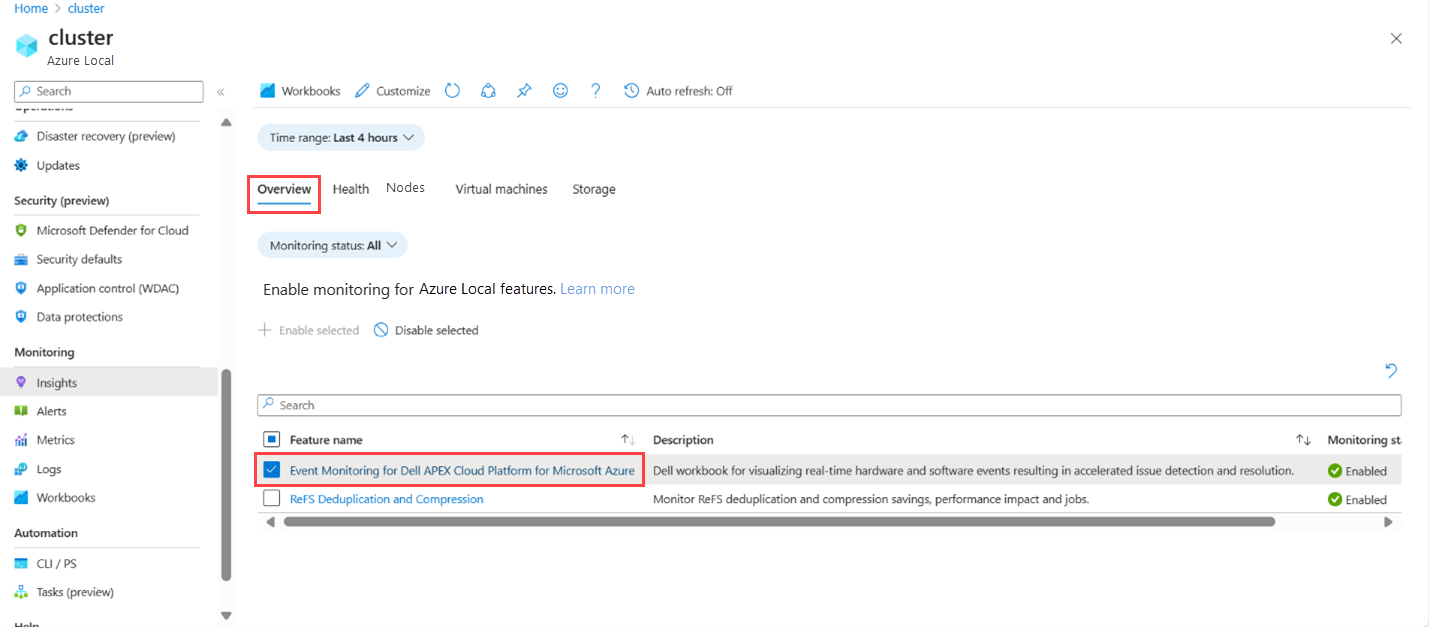 Home > cluster
cluster
Azure Local
Search
«
Operations
Disaster recovery (preview)
Updates
Security (preview)
Microsoft Defender for Cloud
Security defaults
Application control (WDAC)
Data protections
Monitoring
Insights
Alerts
Metrics
Logs
Workbooks
Automation
CLI / PS
Tasks (preview)
Help
Workbooks Customize ? Auto refresh: Off
Time range: Last 4 hours
Overview Health Nodes Virtual machines Storage
Monitoring status: All
Enable monitoring for Azure Local features. Learn more
Enable selected Disable selected
Search
Feature name Description Monitoring sta
Event Monitoring for Dell APEX Cloud Platform for Microsoft Azure Dell workbook for visualizing real-time hardware and software events resulting in accelerated issue detection and resolution. Enabled
ReFS Deduplication and Compression Monitor ReFS deduplication and compression savings, performance impact and jobs. Enabled